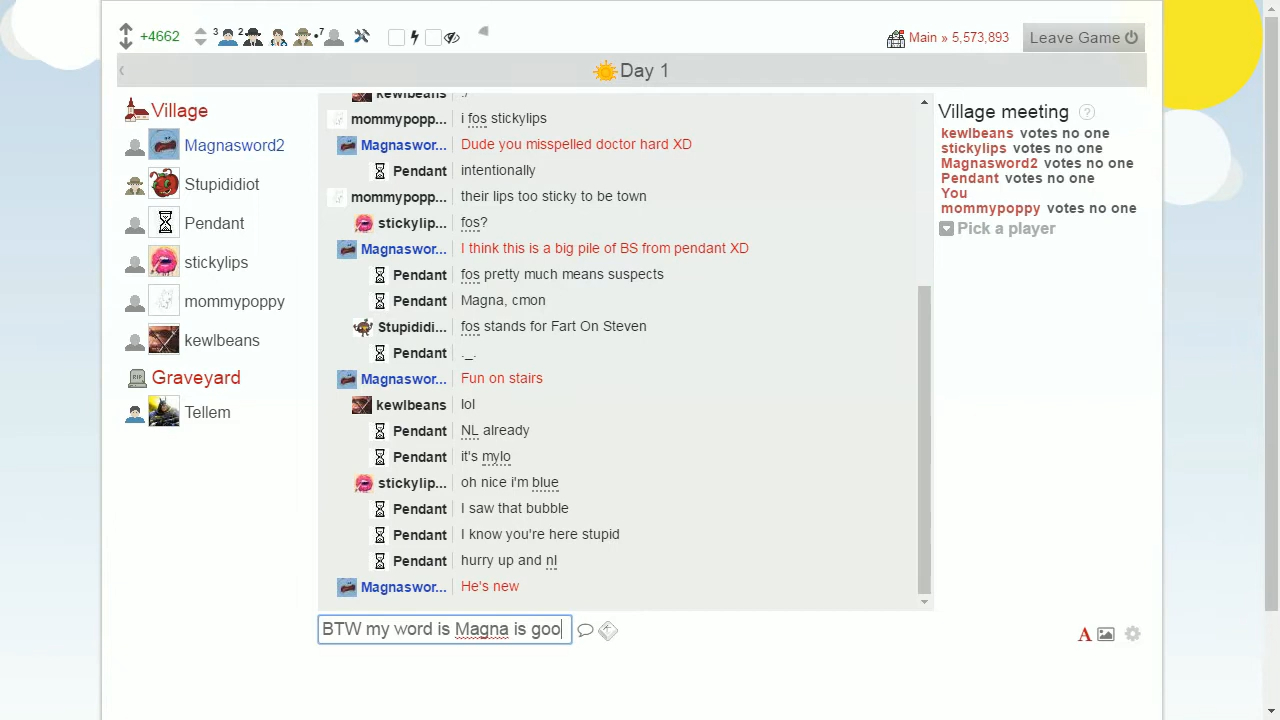 +4662
3 2 7
Main » 5,573,893
Leave Game
Day 1
Village
Magnasword2
Stupididiot
Pendant
stickylips
mommypoppy
kewlbeans
Graveyard
Tellem
kewlbeans :/
mommypopp... i fos stickylips
Magnaswor... Dude you misspelled doctor hard XD
Pendant intentionally
mommypopp... their lips too sticky to be town
stickylip... fos?
Magnaswor... I think this is a big pile of BS from pendant XD
Pendant fos pretty much means suspects
Pendant Magna, cmon
Stupididi... fos stands for Fart On Steven
Pendant ._.
Magnaswor... Fun on stairs
kewlbeans lol
Pendant NL already
Pendant it's mylo
stickylip... oh nice i'm blue
Pendant I saw that bubble
Pendant I know you're here stupid
Pendant hurry up and nl
Magnaswor... He's new
BTW my word is Magna is goo
A
Village meeting ?
kewlbeans votes no one
stickylips votes no one
Magnasword2 votes no one
Pendant votes no one
You
mommypoppy votes no one
Pick a player